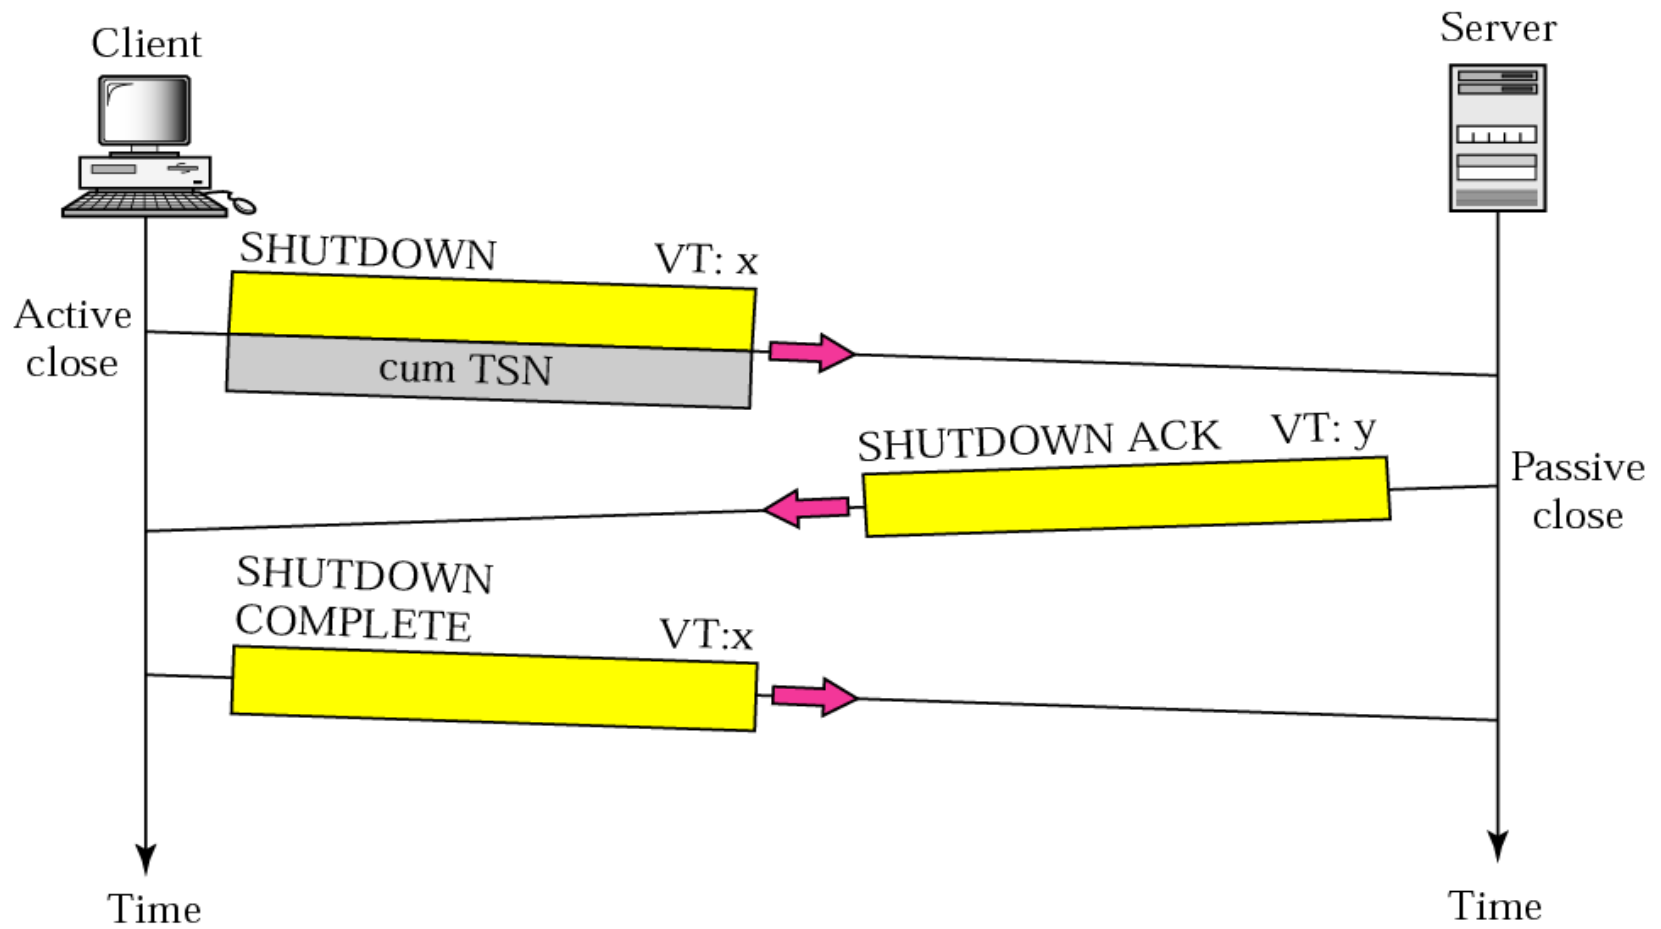 Client
Server
SHUTDOWN VT: x
Active
close
cum TSN
SHUTDOWN ACK VT: y
Passive
close
SHUTDOWN
COMPLETE VT:x
Time
Time